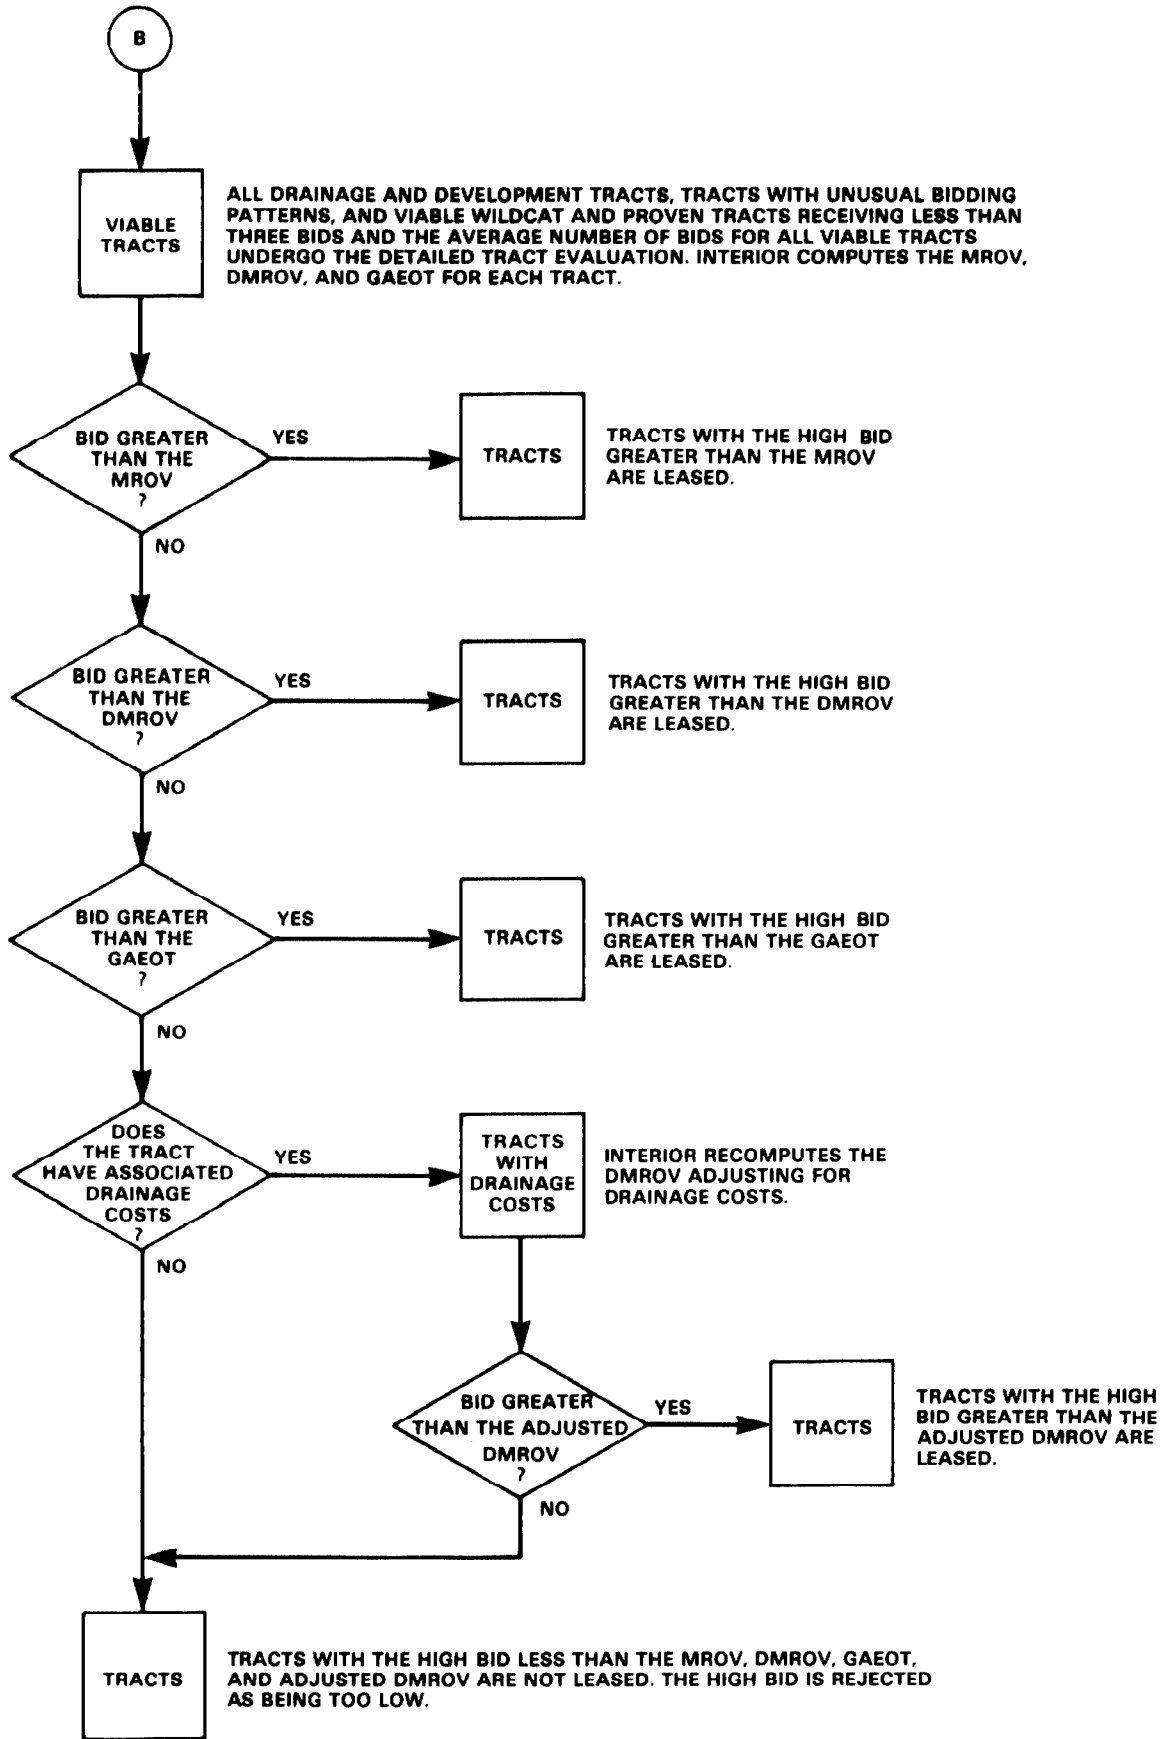 B
VIABLE
TRACTS
ALL DRAINAGE AND DEVELOPMENT TRACTS, TRACTS WITH UNUSUAL BIDDING
PATTERNS, AND VIABLE WILDCAT AND PROVEN TRACTS RECEIVING LESS THAN
THREE BIDS AND THE AVERAGE NUMBER OF BIDS FOR ALL VIABLE TRACTS
UNDERGO THE DETAILED TRACT EVALUATION. INTERIOR COMPUTES THE MROV,
DMROV, AND GAEOT FOR EACH TRACT.
BID GREATER
THAN THE
MROV
?
YES
TRACTS
TRACTS WITH THE HIGH BID
GREATER THAN THE MROV
ARE LEASED.
NO
BID GREATER
THAN THE
DMROV
?
YES
TRACTS
TRACTS WITH THE HIGH BID
GREATER THAN THE DMROV
ARE LEASED.
NO
BID GREATER
THAN THE
GAEOT
?
YES
TRACTS
TRACTS WITH THE HIGH BID
GREATER THAN THE GAEOT
ARE LEASED.
NO
DOES
THE TRACT
HAVE ASSOCIATED
DRAINAGE
COSTS
?
YES
TRACTS
WITH
DRAINAGE
COSTS
INTERIOR RECOMPUTES THE
DMROV ADJUSTING FOR
DRAINAGE COSTS.
NO
BID GREATER
THAN THE ADJUSTED
DMROV
?
YES
TRACTS
TRACTS WITH THE HIGH
BID GREATER THAN THE
ADJUSTED DMROV ARE
LEASED.
NO
TRACTS
TRACTS WITH THE HIGH BID LESS THAN THE MROV, DMROV, GAEOT,
AND ADJUSTED DMROV ARE NOT LEASED. THE HIGH BID IS REJECTED
AS BEING TOO LOW.